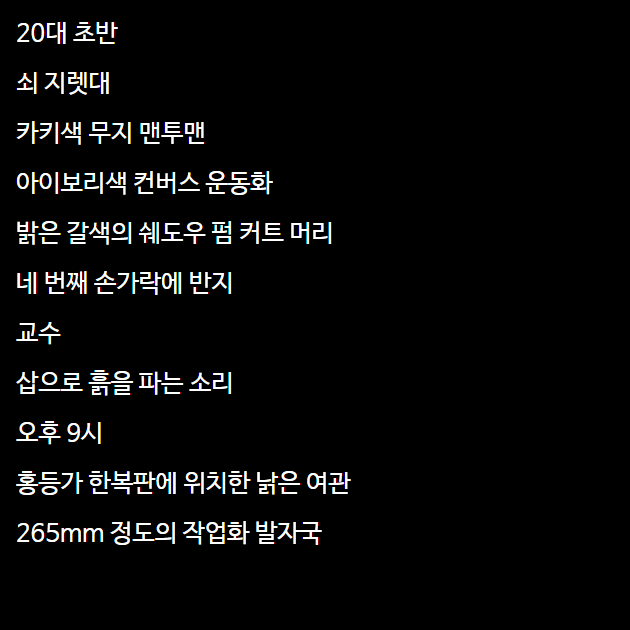 20대 초반
쇠 지렛대
카키색 무지 맨투맨
아이보리색 컨버스 운동화
밝은 갈색의 쉐도우 펌 커트 머리
네 번째 손가락에 반지
교수
삽으로 흙을 파는 소리
오후 9시
홍등가 한복판에 위치한 낡은 여관
265mm 정도의 작업화 발자국